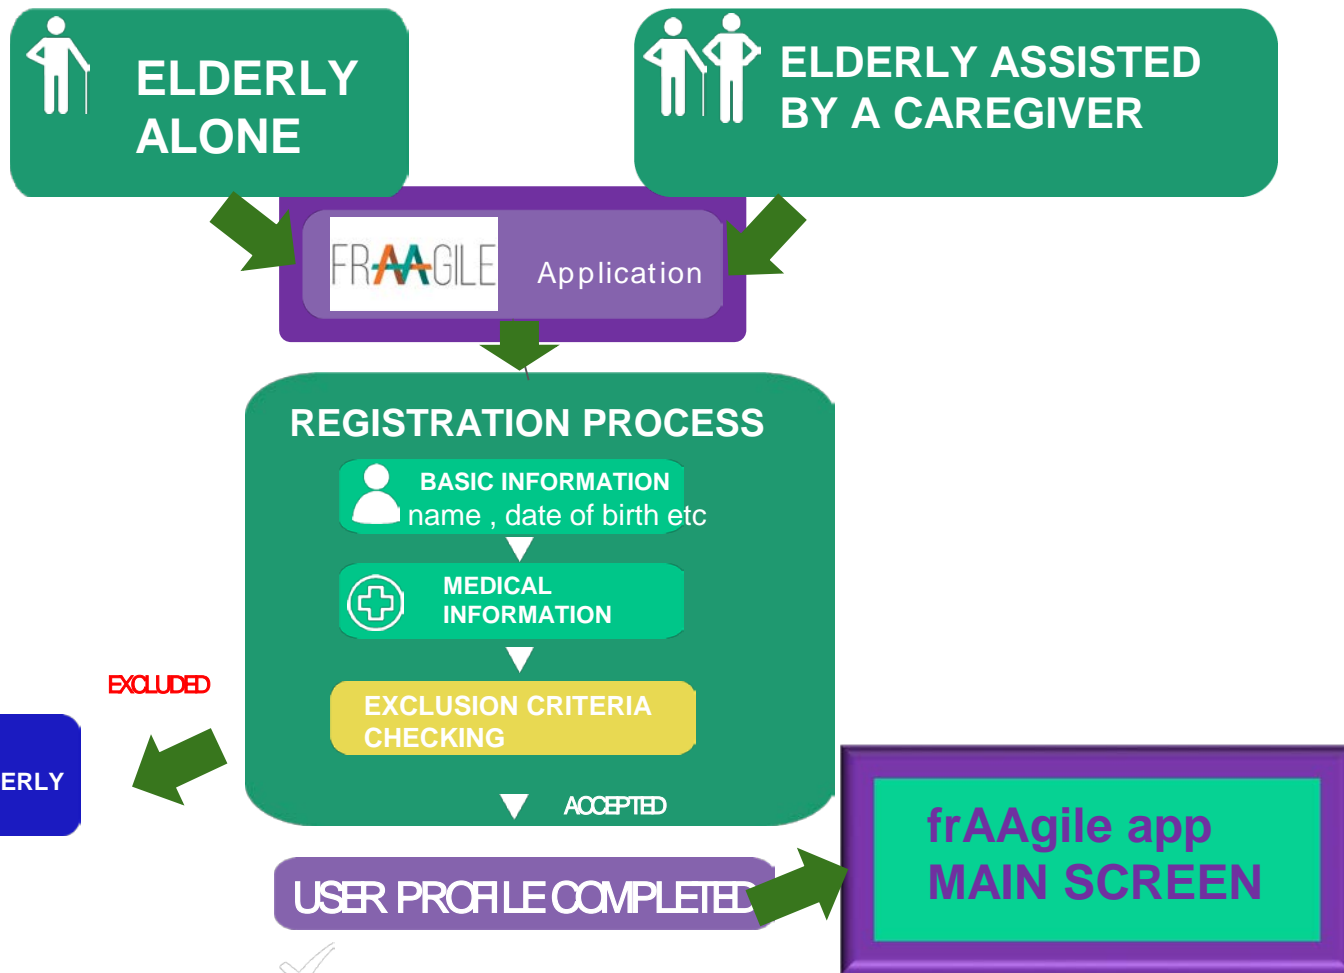 ELDERLY
ALONE
ELDERLY ASSISTED
BY A CAREGIVER
FRAAGILE
Application
REGISTRATION PROCESS
BASIC INFORMATION
name , date of birth etc
MEDICAL
INFORMATION
EXCLUDED
EXCLUSION CRITERIA
CHECKING
ERLY
ACCEPTED
frAAgile app
MAIN SCREEN
USER PROFILE COMPLETED